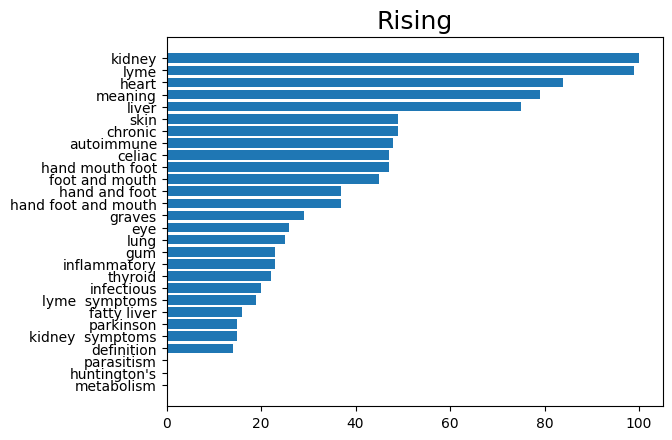 Rising
kidney
lyme
heart
meaning
liver
skin
chronic
autoimmune
celiac
hand mouth foot
foot and mouth
hand and foot
hand foot and mouth
graves
eye
lung
gum
inflammatory
thyroid
infectious
lyme  symptoms
fatty liver
parkinson
kidney  symptoms
definition
parasitism
huntington's
metabolism
0 20 40 60 80 100